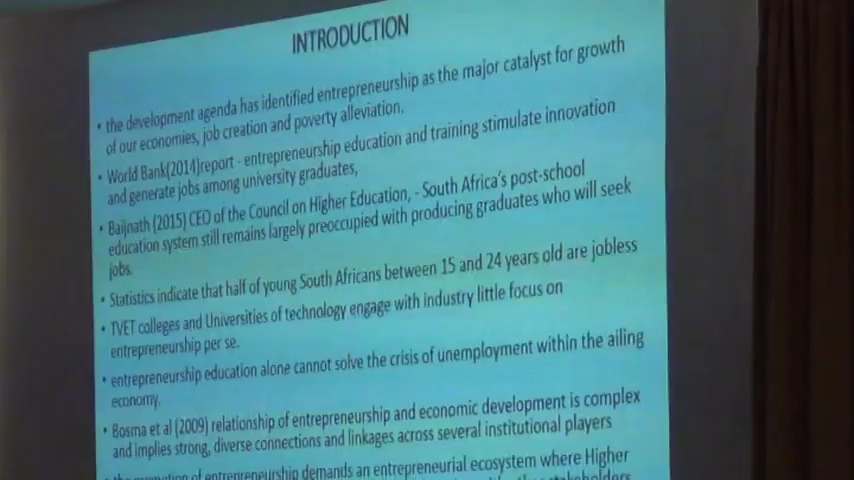 INTRODUCTION
• the development agenda has identified entrepreneurship as the major catalyst for growth
of our economies, job creation and poverty alleviation.
• World Bank(2014)report - entrepreneurship education and training stimulate innovation
and generate jobs among university graduates,
• Baijnath (2015) CEO of the Council on Higher Education, - South Africa's post-school
education system still remains largely preoccupied with producing graduates who will seek
jobs.
• Statistics indicate that half of young South Africans between 15 and 24 years old are jobless
• TVET colleges and Universities of technology engage with industry little focus on
entrepreneurship per se.
• entrepreneurship education alone cannot solve the crisis of unemployment within the ailing
economy.
• Bosma et al (2009) relationship of entrepreneurship and economic development is complex
and implies strong, diverse connections and linkages across several institutional players
of entrepreneurship demands an entrepreneurial ecosystem where Higher